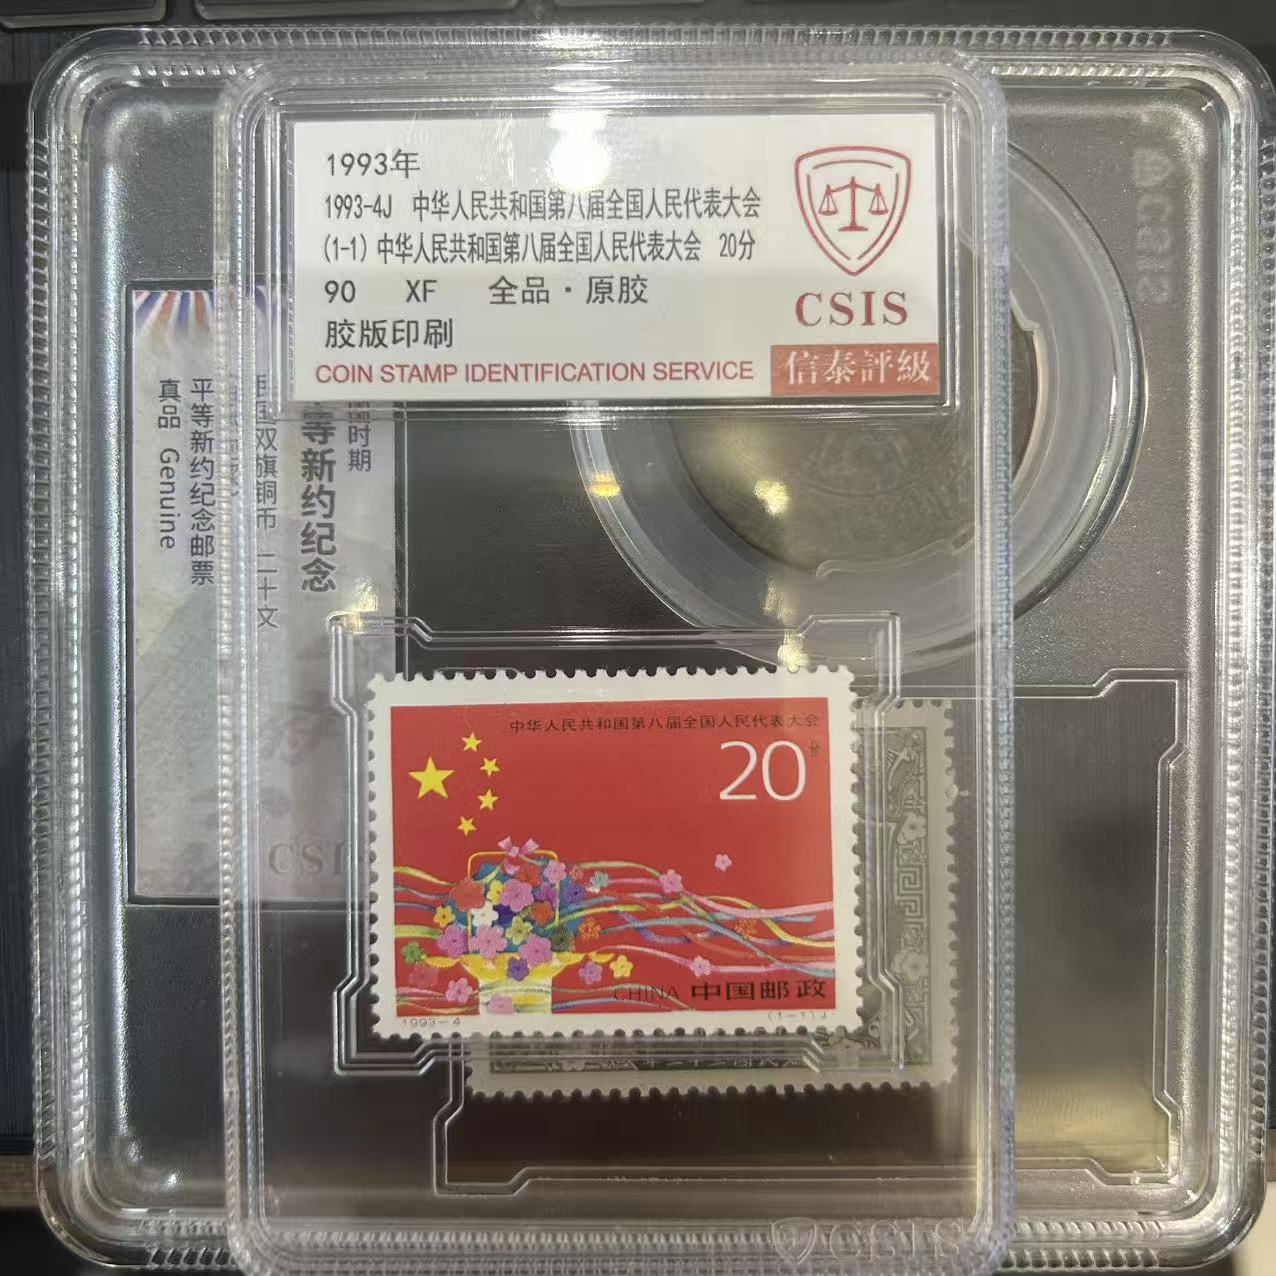 1993年
1993-4J 中华人民共和国第八届全国人民代表大会
(1-1) 中华人民共和国第八届全国人民代表大会 20分
90 XF 全品·原胶
胶版印刷
COIN STAMP IDENTIFICATION SERVICE
CSIS
信泰評級
时期
等新约纪念
国双旗铜币 二十文
平等新约纪念邮票
真品 Genuine
CSI
中华人民共和国第八届全国人民代表大会
20分
CHINA 中国邮政
1993-4
(1-1)J
CSIS